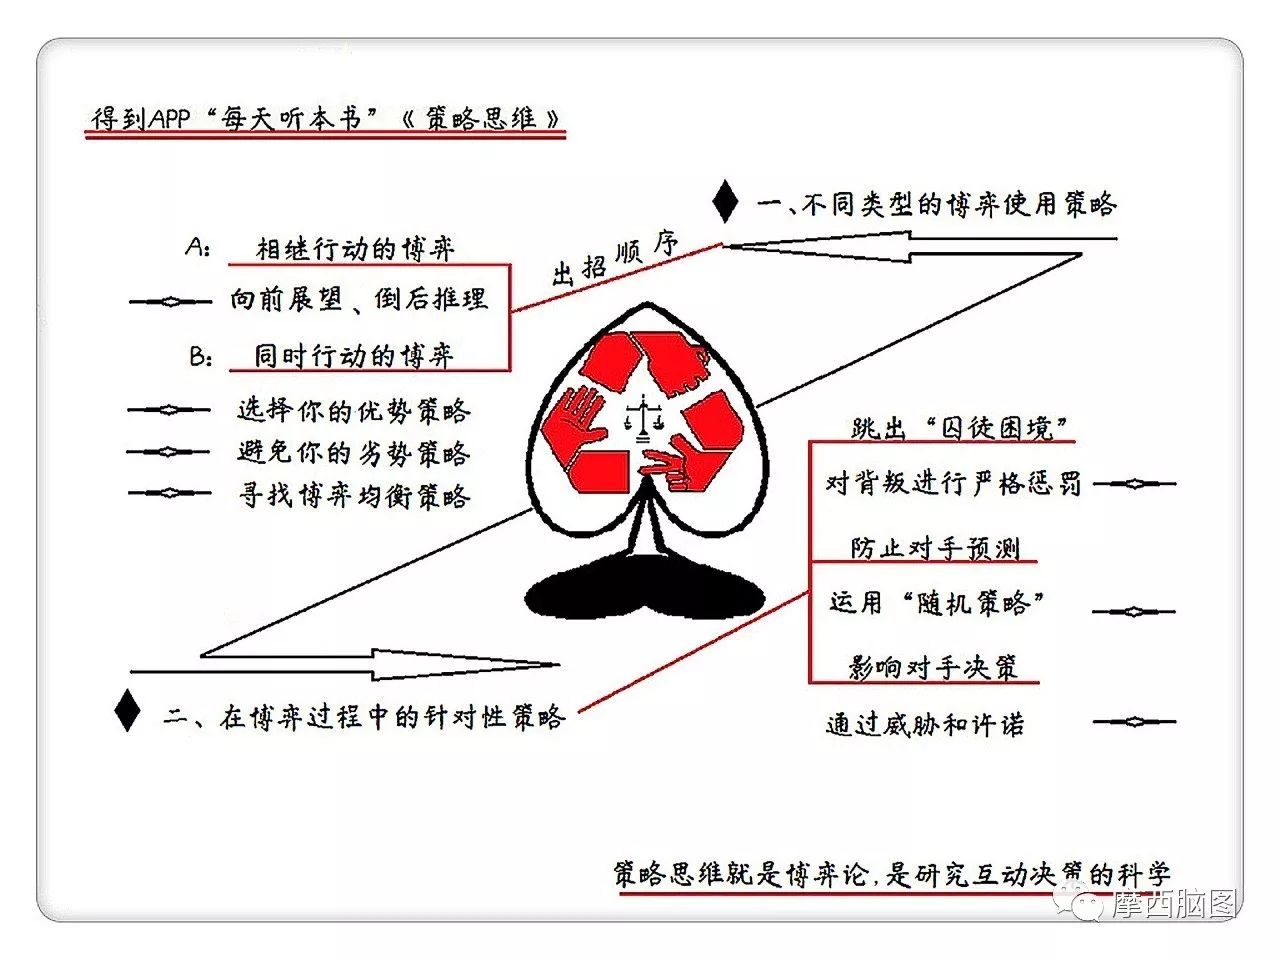 得到APP“每天听本书”《策略思维》
一、不同类型的博弈使用策略
出招顺序
A: 相继行动的博弈
向前展望、倒后推理
B: 同时行动的博弈
选择你的优势策略
避免你的劣势策略
寻找博弈均衡策略
二、在博弈过程中的针对性策略
跳出“囚徒困境”
对背叛进行严格惩罚
防止对手预测
运用“随机策略”
影响对手决策
通过威胁和许诺
策略思维就是博弈论,是研究互动决策的科学
摩西脑图